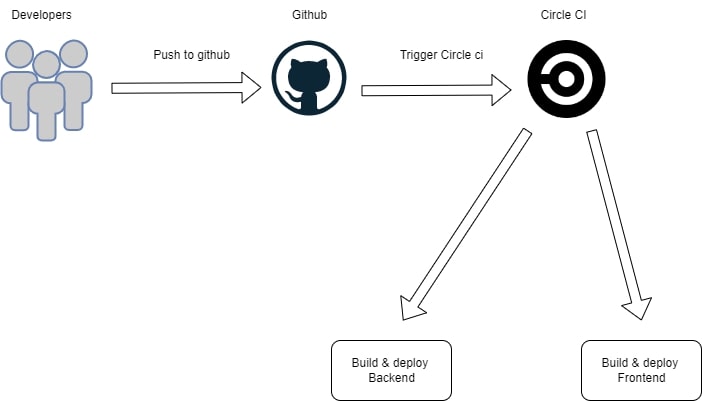 Developers
Github
Circle CI
Push to github
Trigger Circle ci
Build & deploy
Backend
Build & deploy
Frontend